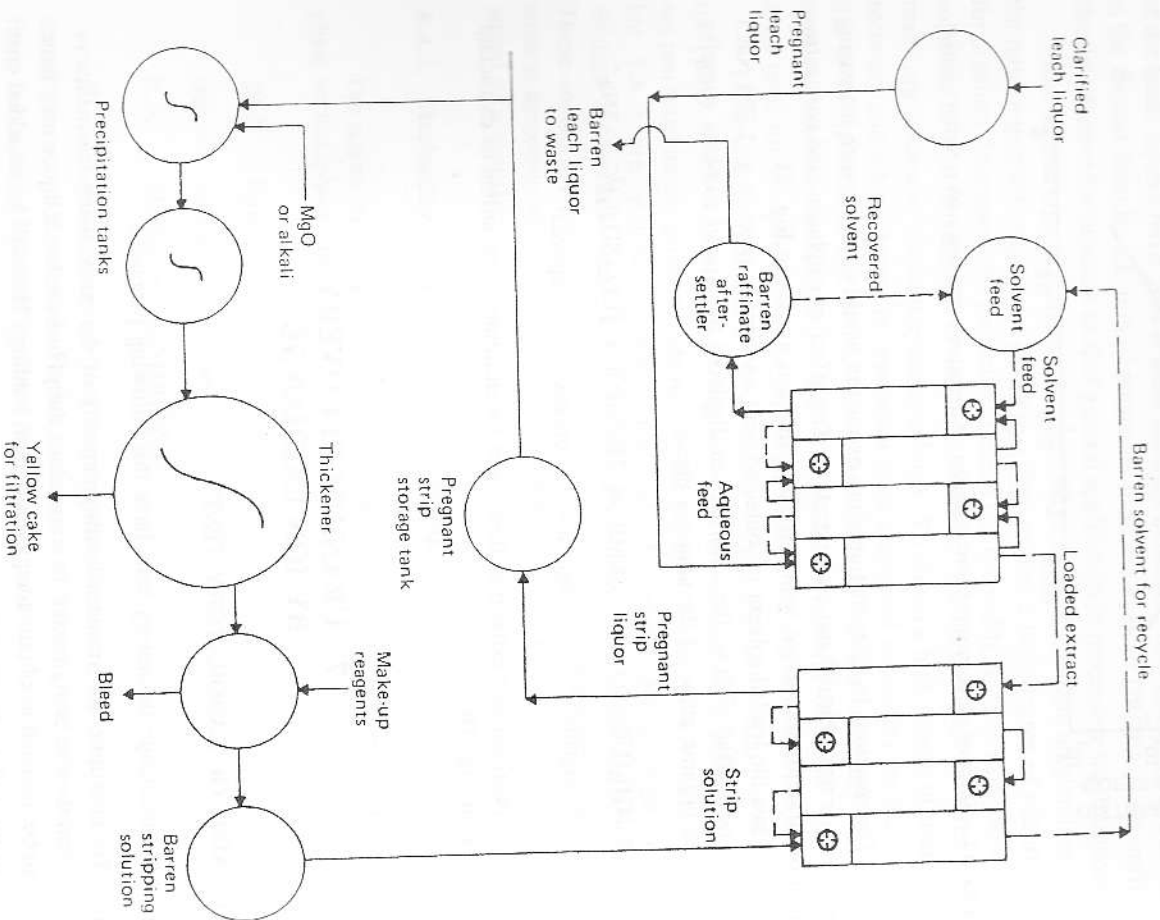 Barren solvent for recycle
Clarified
leach liquor
Solvent
feed
Solvent
feed
Loaded extract
Recovered
solvent
Pregnant
leach
liquor
Barren
raffinate
after-
settler
Aqueous
feed
Strip
solution
Pregnant
strip
liquor
Barren
leach liquor
to waste
Pregnant
strip
storage tank
MgO
or alkali
Thickener
Make-up
reagents
Precipitation tanks
Yellow cake
for filtration
Bleed
Barren
stripping
solution